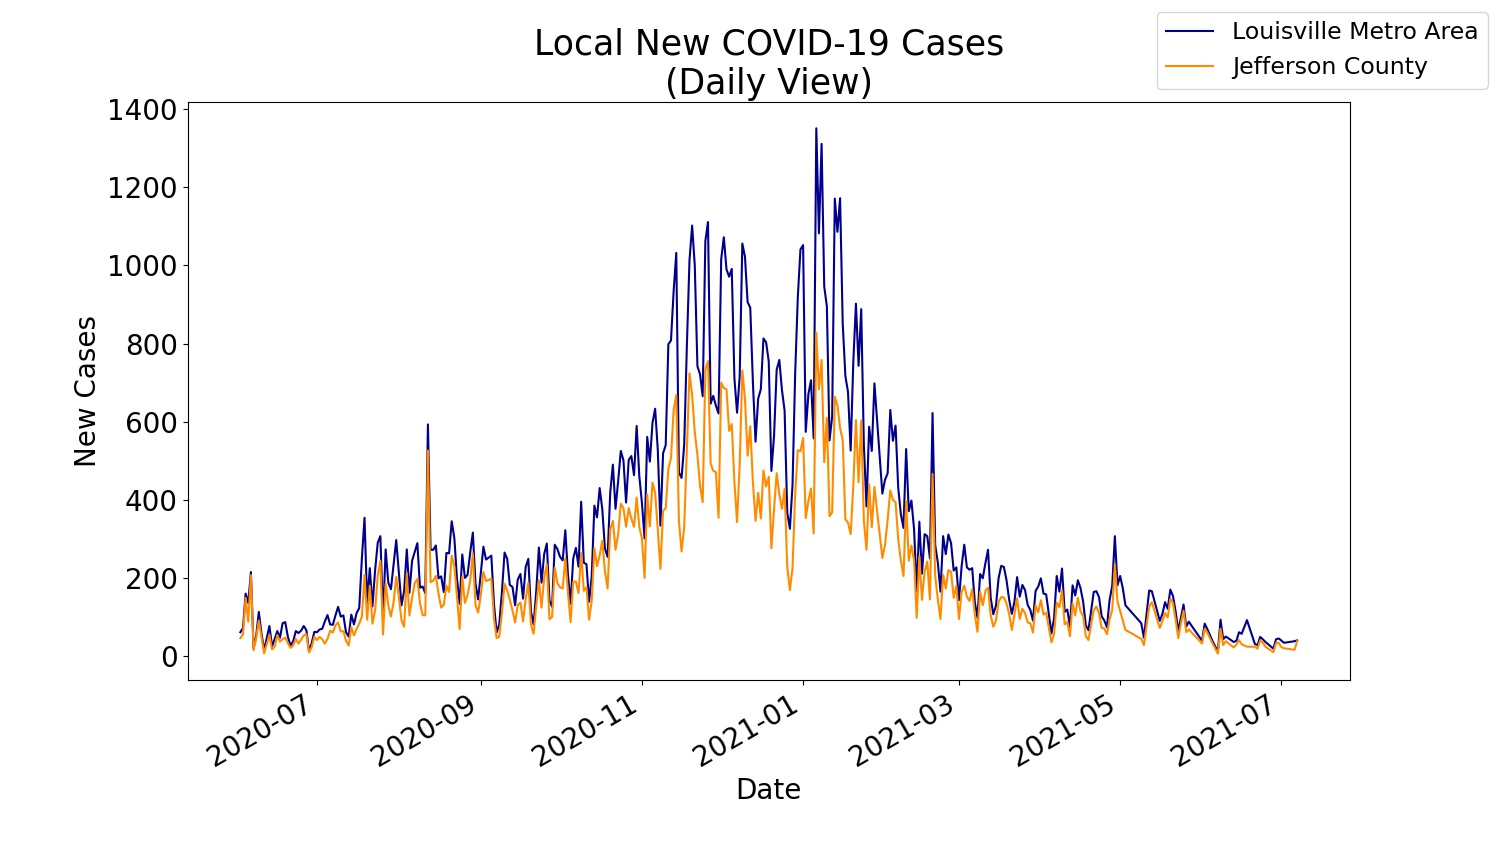 Local New COVID-19 Cases
(Daily View)
Louisville Metro Area
Jefferson County
1400
1200
1000
800
600
400
200
0
New Cases
2020-07
2020-09
2020-11
2021-01
2021-03
2021-05
2021-07
Date